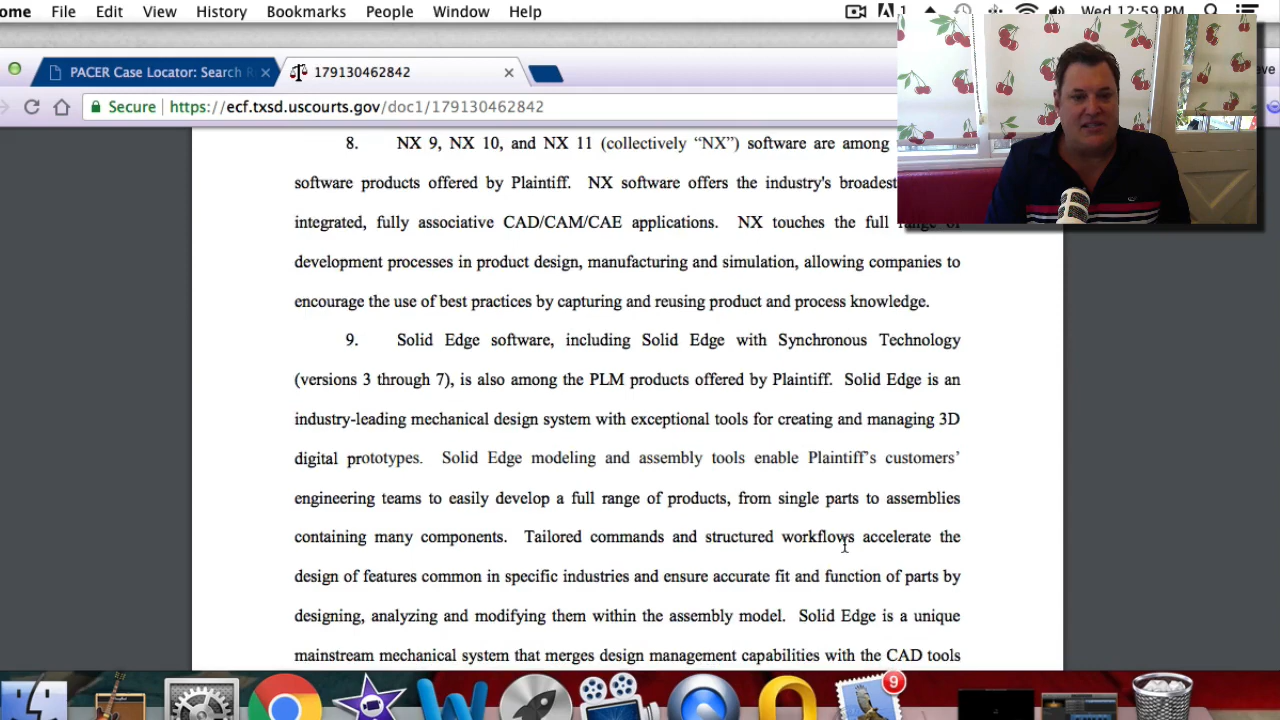 ome File Edit View History Bookmarks People Window Help 1 Wed 12:59 PM
PACER Case Locator: Search R
179130462842
eve
Secure https://ecf.txsd.uscourts.gov/doc1/179130462842
8. NX 9, NX 10, and NX 11 (collectively “NX”) software are among
software products offered by Plaintiff. NX software offers the industry's broadest
integrated, fully associative CAD/CAM/CAE applications. NX touches the full range of
development processes in product design, manufacturing and simulation, allowing companies to
encourage the use of best practices by capturing and reusing product and process knowledge.
9. Solid Edge software, including Solid Edge with Synchronous Technology
(versions 3 through 7), is also among the PLM products offered by Plaintiff. Solid Edge is an
industry-leading mechanical design system with exceptional tools for creating and managing 3D
digital prototypes. Solid Edge modeling and assembly tools enable Plaintiff’s customers’
engineering teams to easily develop a full range of products, from single parts to assemblies
containing many components. Tailored commands and structured workflows accelerate the
design of features common in specific industries and ensure accurate fit and function of parts by
designing, analyzing and modifying them within the assembly model. Solid Edge is a unique
mainstream mechanical system that merges design management capabilities with the CAD tools
9